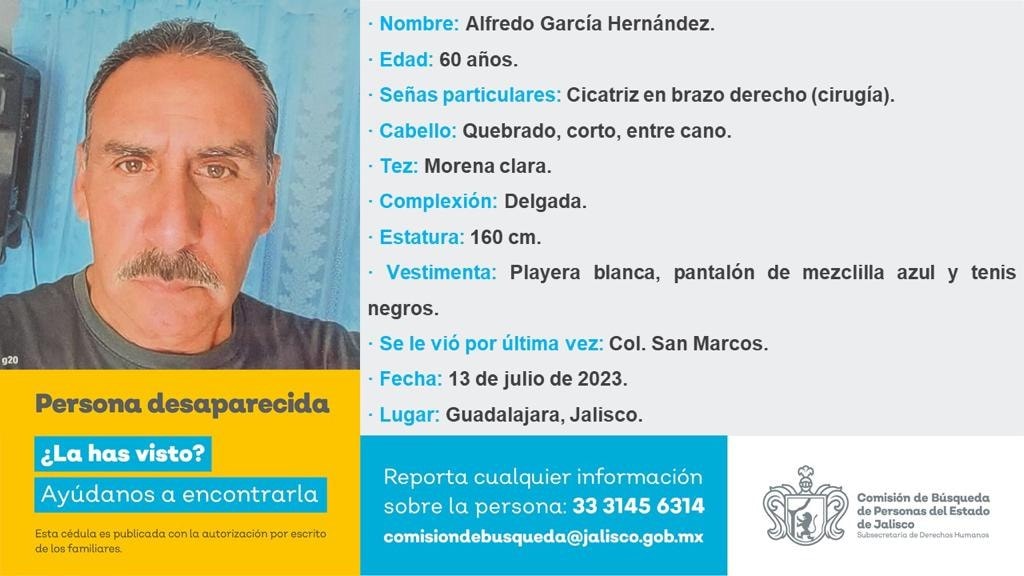 · Nombre: Alfredo García Hernández.
· Edad: 60 años.
· Señas particulares: Cicatriz en brazo derecho (cirugía).
· Cabello: Quebrado, corto, entre cano.
· Tez: Morena clara.
· Complexión: Delgada.
· Estatura: 160 cm.
· Vestimenta: Playera blanca, pantalón de mezclilla azul y tenis
negros.
· Se le vió por última vez: Col. San Marcos.
· Fecha: 13 de julio de 2023.
· Lugar: Guadalajara, Jalisco.
g20
Persona desaparecida
¿La has visto?
Ayúdanos a encontrarla
Esta cédula es publicada con la autorización por escrito
de los familiares.
Reporta cualquier información
sobre la persona: 33 3145 6314
comisiondebusqueda@jalisco.gob.mx
Comisión de Búsqueda
de Personas del Estado
de Jalisco
Subsecretaría de Derechos Humanos